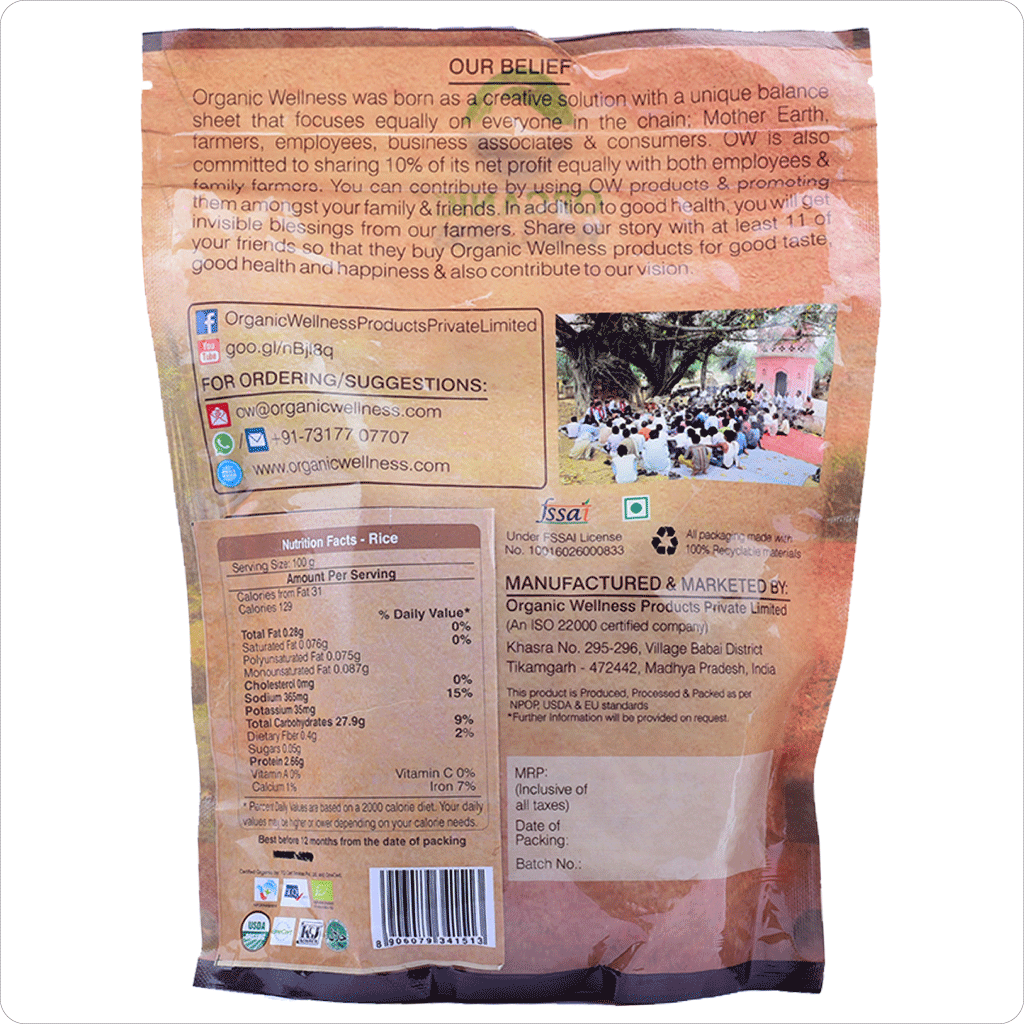 OUR BELIEF
Organic Wellness was born as a creative solution with a unique balance
sheet that focuses equally on everyone in the chain; Mother Earth,
farmers, employees, business associates & consumers. OW is also
committed to sharing 10% of its net profit equally with both employees &
family farmers. You can contribute by using OW products & promoting
them amongst your family & friends. In addition to good health, you will get
invisible blessings from our farmers. Share our story with at least 11 of
your friends so that they buy Organic Wellness products for good taste,
good health and happiness & also contribute to our vision.
OrganicWellnessProductsPrivateLimited
You Tube goo.gl/nBjl8q
FOR ORDERING/SUGGESTIONS:
ow@organicwellness.com
/ +91-73177 07707
www.organicwellness.com
fssai
Under FSSAI License
No. 10016026000833
All packaging made with
100% Recyclable materials
MANUFACTURED & MARKETED BY:
Organic Wellness Products Private Limited
(An ISO 22000 certified company)
Khasra No. 295-296, Village Babai District
Tikamgarh - 472442, Madhya Pradesh, India
This product is Produced, Processed & Packed as per
NPOP, USDA & EU standards
*Further Information will be provided on request.
MRP:
(Inclusive of
all taxes)
Date of
Packing:
Batch No.:
Nutrition Facts - Rice
Serving Size: 100 g
Amount Per Serving
Calories from Fat 31
Calories 129
% Daily Value*
Total Fat 0.28g 0%
Saturated Fat 0.076g 0%
Polyunsaturated Fat 0.075g
Monounsaturated Fat 0.087g
Cholesterol 0mg 0%
Sodium 365mg 15%
Potassium 35mg
Total Carbohydrates 27.9g 9%
Dietary Fiber 0.4g 2%
Sugars 0.05g
Protein 2.66g
Vitamin A 0% Vitamin C 0%
Calcium 1% Iron 7%
* Percent Daily Values are based on a 2000 calorie diet. Your daily
values may be higher or lower depending on your calorie needs.
Best before 12 months from the date of packing
USDA
ORGANIC
8 906079 341513